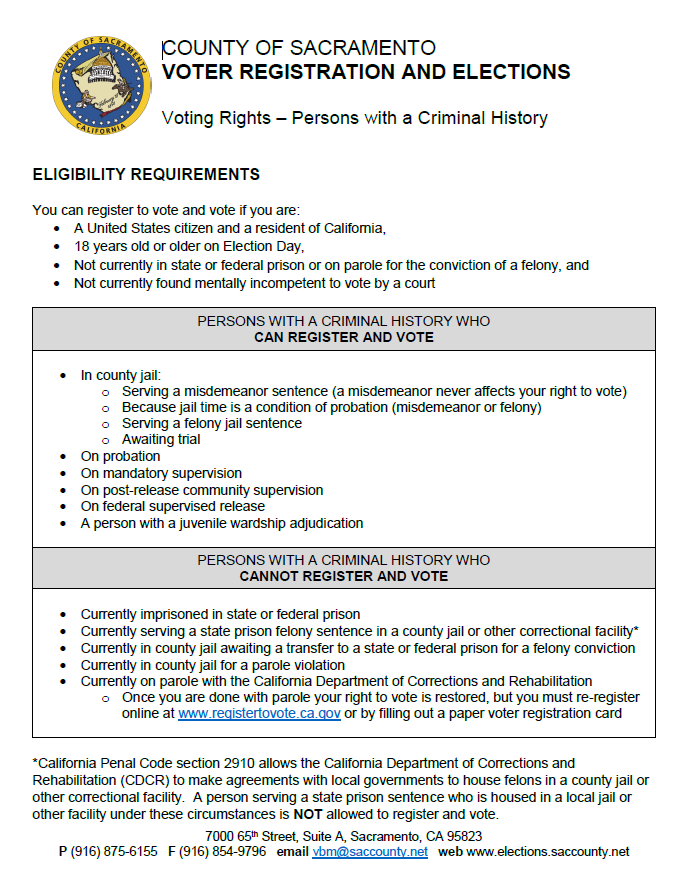 COUNTY OF SACRAMENTO
CALIFORNIA
COUNTY OF SACRAMENTO
VOTER REGISTRATION AND ELECTIONS
Voting Rights – Persons with a Criminal History
ELIGIBILITY REQUIREMENTS
You can register to vote and vote if you are:
• A United States citizen and a resident of California,
• 18 years old or older on Election Day,
• Not currently in state or federal prison or on parole for the conviction of a felony, and
• Not currently found mentally incompetent to vote by a court
PERSONS WITH A CRIMINAL HISTORY WHO
CAN REGISTER AND VOTE
• In county jail:
o Serving a misdemeanor sentence (a misdemeanor never affects your right to vote)
o Because jail time is a condition of probation (misdemeanor or felony)
o Serving a felony jail sentence
o Awaiting trial
• On probation
• On mandatory supervision
• On post-release community supervision
• On federal supervised release
• A person with a juvenile wardship adjudication
PERSONS WITH A CRIMINAL HISTORY WHO
CANNOT REGISTER AND VOTE
• Currently imprisoned in state or federal prison
• Currently serving a state prison felony sentence in a county jail or other correctional facility*
• Currently in county jail awaiting a transfer to a state or federal prison for a felony conviction
• Currently in county jail for a parole violation
• Currently on parole with the California Department of Corrections and Rehabilitation
o Once you are done with parole your right to vote is restored, but you must re-register
online at www.registertovote.ca.gov or by filling out a paper voter registration card
*California Penal Code section 2910 allows the California Department of Corrections and
Rehabilitation (CDCR) to make agreements with local governments to house felons in a county jail or
other correctional facility. A person serving a state prison sentence who is housed in a local jail or
other facility under these circumstances is NOT allowed to register and vote.
7000 65th Street, Suite A, Sacramento, CA 95823
P (916) 875-6155 F (916) 854-9796 email vbm@saccounty.net web www.elections.saccounty.net